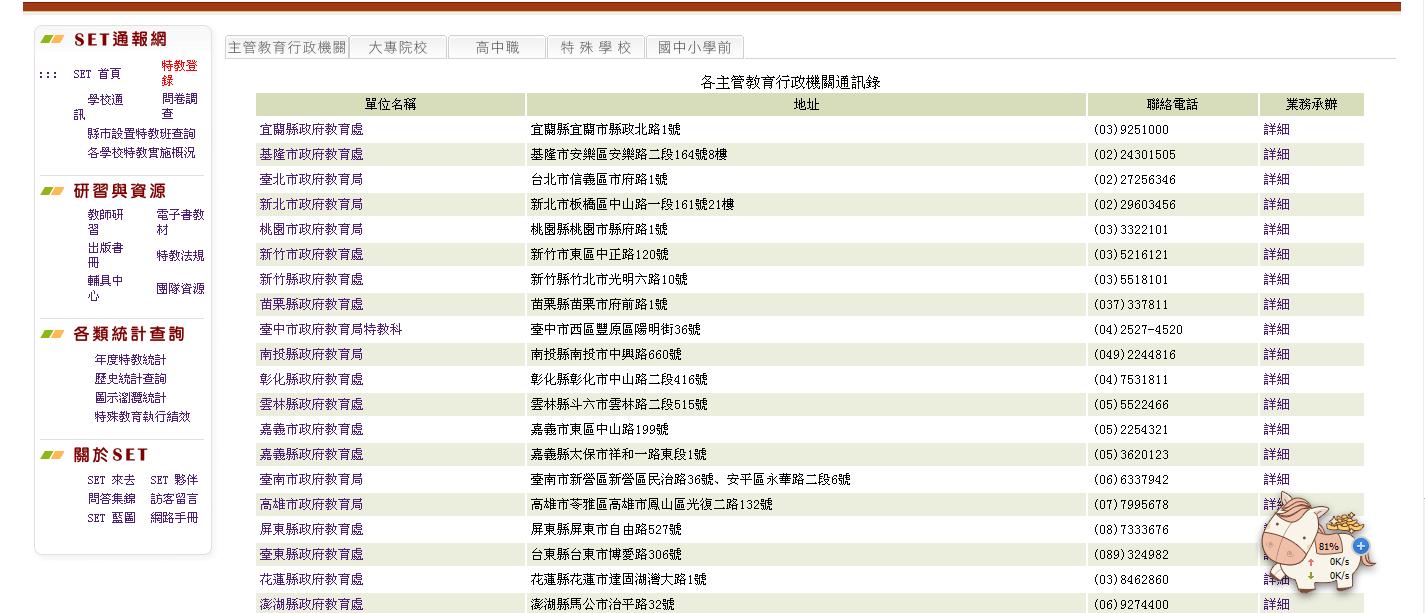 SET通報網
::: SET 首頁 特教登
錄
學校通
訊 問卷調
查
縣市設置特教班查詢
各學校特教實施概況
研習與資源
教師研
習 電子書教
材
出版書
冊 特教法規
輔具中
心 團隊資源
各類統計查詢
年度特教統計
歷史統計查詢
圖示瀏覽統計
特殊教育執行績效
關於SET
SET 來去 SET 夥伴
問答集錦 訪客留言
SET 藍圖 網路手冊
主管教育行政機關 大專院校 高中職 特殊學校 國中小學前
各主管教育行政機關通訊錄
單位名稱 地址 聯絡電話 業務承辦
宜蘭縣政府教育處 宜蘭縣宜蘭市縣政北路1號 (03)9251000 詳細
基隆市政府教育處 基隆市安樂區安樂路二段164號8樓 (02)24301505 詳細
臺北市政府教育局 台北市信義區市府路1號 (02)27256346 詳細
新北市政府教育局 新北市板橋區中山路一段161號21樓 (02)29603456 詳細
桃園市政府教育局 桃園縣桃園市縣府路1號 (03)3322101 詳細
新竹市政府教育處 新竹市東區中正路120號 (03)5216121 詳細
新竹縣政府教育處 新竹縣竹北市光明六路10號 (03)5518101 詳細
苗栗縣政府教育處 苗栗縣苗栗市府前路1號 (037)337811 詳細
臺中市政府教育局特教科 臺中市西區豐原區陽明街36號 (04)2527-4520 詳細
南投縣政府教育局 南投縣南投市中興路660號 (049)2244816 詳細
彰化縣政府教育處 彰化縣彰化市中山路二段416號 (04)7531811 詳細
雲林縣政府教育處 雲林縣斗六市雲林路二段515號 (05)5522466 詳細
嘉義市政府教育處 嘉義市東區中山路199號 (05)2254321 詳細
嘉義縣政府教育處 嘉義縣太保市祥和一路東段1號 (05)3620123 詳細
臺南市政府教育局 臺南市新營區新營區民治路36號、安平區永華路二段6號 (06)6337942 詳細
高雄市政府教育局 高雄市苓雅區高雄市鳳山區光復二路132號 (07)7995678 詳細
屏東縣政府教育處 屏東縣屏東市自由路527號 (08)7333676
臺東縣政府教育處 台東縣台東市博愛路306號 (089)324982
花蓮縣政府教育處 花蓮縣花蓮市達固湖灣大路1號 (03)8462860 詳細
澎湖縣政府教育處 澎湖縣馬公市治平路32號 (06)9274400 詳細
81%
0K/s
0K/s